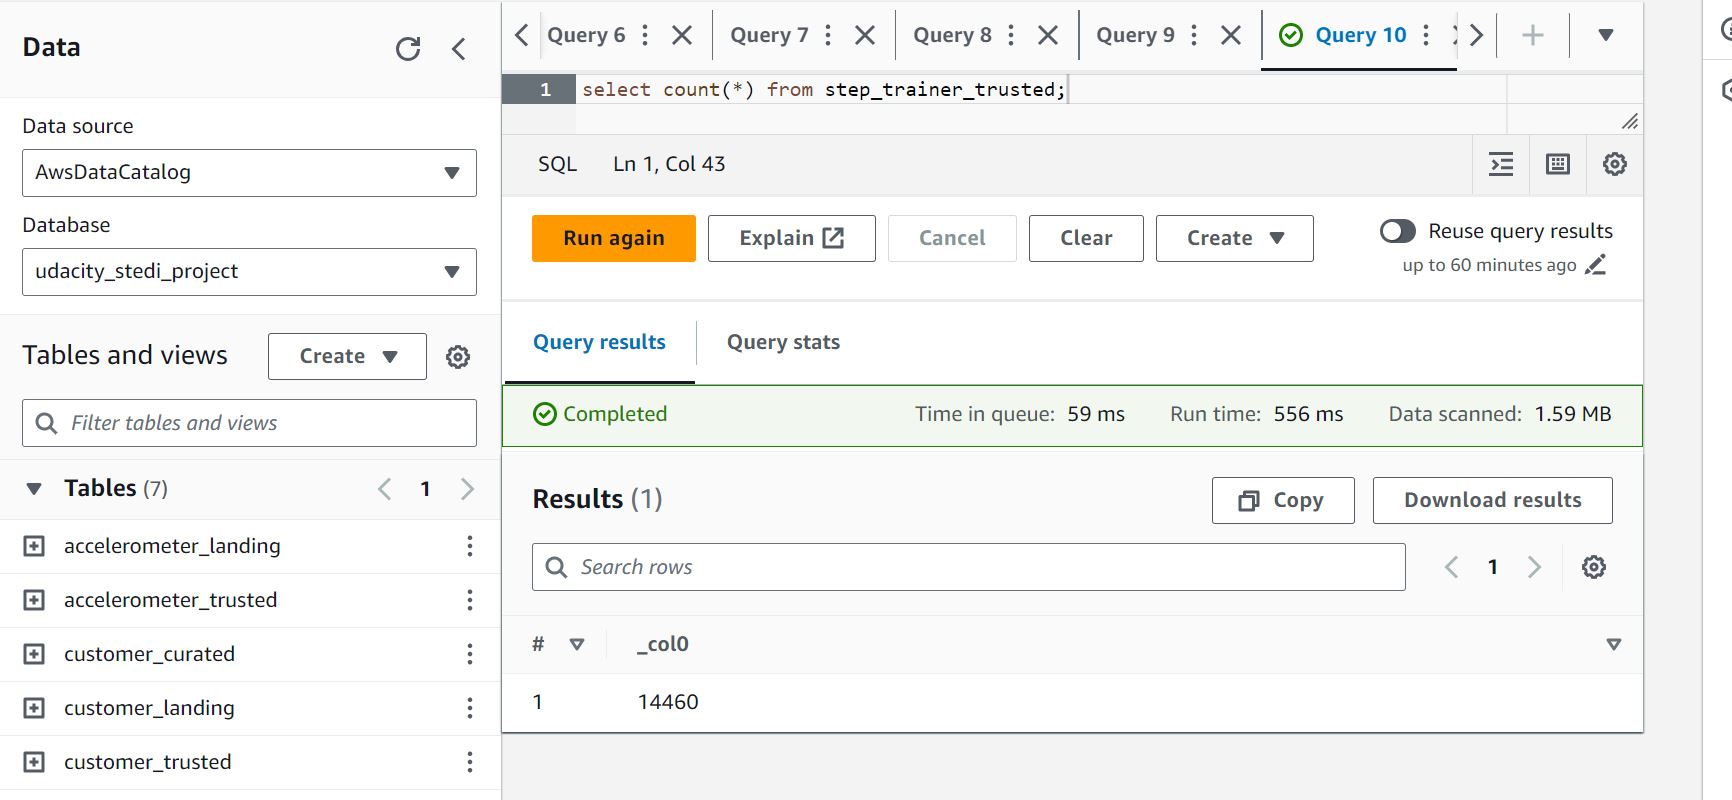 Data
Data source
AwsDataCatalog
Database
udacity_stedi_project
Tables and views
Create
Filter tables and views
Tables (7)
1
accelerometer_landing
accelerometer_trusted
customer_curated
customer_landing
customer_trusted
Query 6
Query 7
Query 8
Query 9
Query 10
1 select count(*) from step_trainer_trusted;
SQL Ln 1, Col 43
Run again
Explain
Cancel
Clear
Create
Reuse query results
up to 60 minutes ago
Query results
Query stats
Completed
Time in queue: 59 ms
Run time: 556 ms
Data scanned: 1.59 MB
Results (1)
Copy
Download results
Search rows
1
# _col0
1 14460